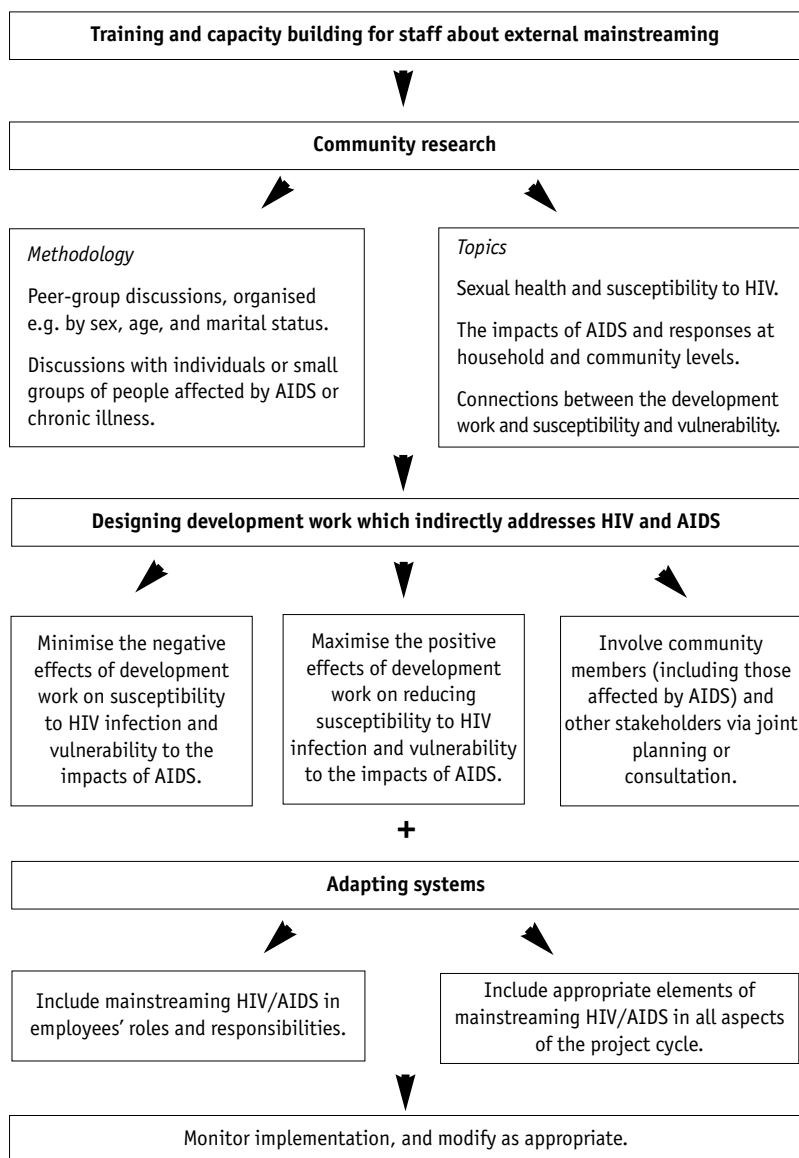 Training and capacity building for staff about external mainstreaming
Community research
Methodology
Peer-group discussions, organised
e.g. by sex, age, and marital status.
Discussions with individuals or small
groups of people affected by AIDS or
chronic illness.
Topics
Sexual health and susceptibility to HIV.
The impacts of AIDS and responses at
household and community levels.
Connections between the development
work and susceptibility and vulnerability.
Designing development work which indirectly addresses HIV and AIDS
Minimise the negative
effects of development
work on susceptibility
to HIV infection and
vulnerability to the
impacts of AIDS.
Maximise the positive
effects of development
work on reducing
susceptibility to HIV
infection and vulnerability
to the impacts of AIDS.
Involve community
members (including those
affected by AIDS) and
other stakeholders via joint
planning or
consultation.
+
Adapting systems
Include mainstreaming HIV/AIDS in
employees’ roles and responsibilities.
Include appropriate elements of
mainstreaming HIV/AIDS in all aspects
of the project cycle.
Monitor implementation, and modify as appropriate.